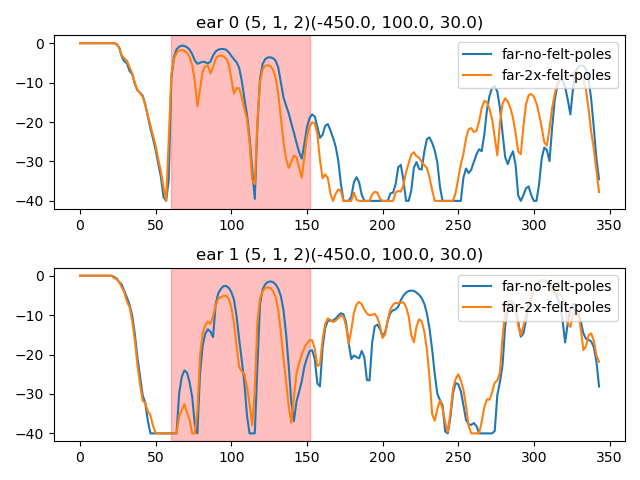 ear 0 (5, 1, 2)(-450.0, 100.0, 30.0)
0
−10
−20
−30
−40
far-no-felt-poles
far-2x-felt-poles
0 50 100 150 200 250 300 350
ear 1 (5, 1, 2)(-450.0, 100.0, 30.0)
0
−10
−20
−30
−40
far-no-felt-poles
far-2x-felt-poles
0 50 100 150 200 250 300 350